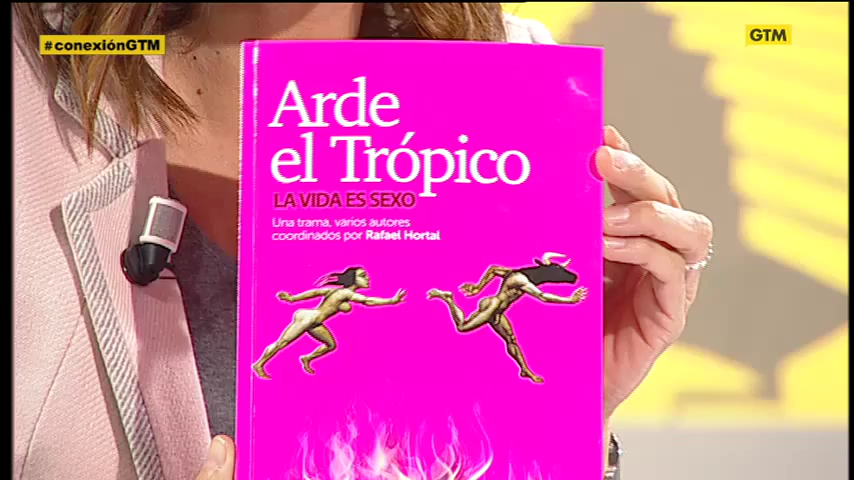 #conexiónGTM
GTM
Arde
el Trópico
LA VIDA ES SEXO
Una trama, varios autores
coordinados por Rafael Hortal